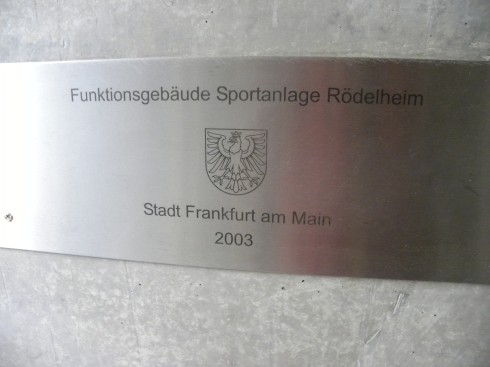 Funktionsgebäude Sportanlage Rödelheim
Stadt Frankfurt am Main
2003